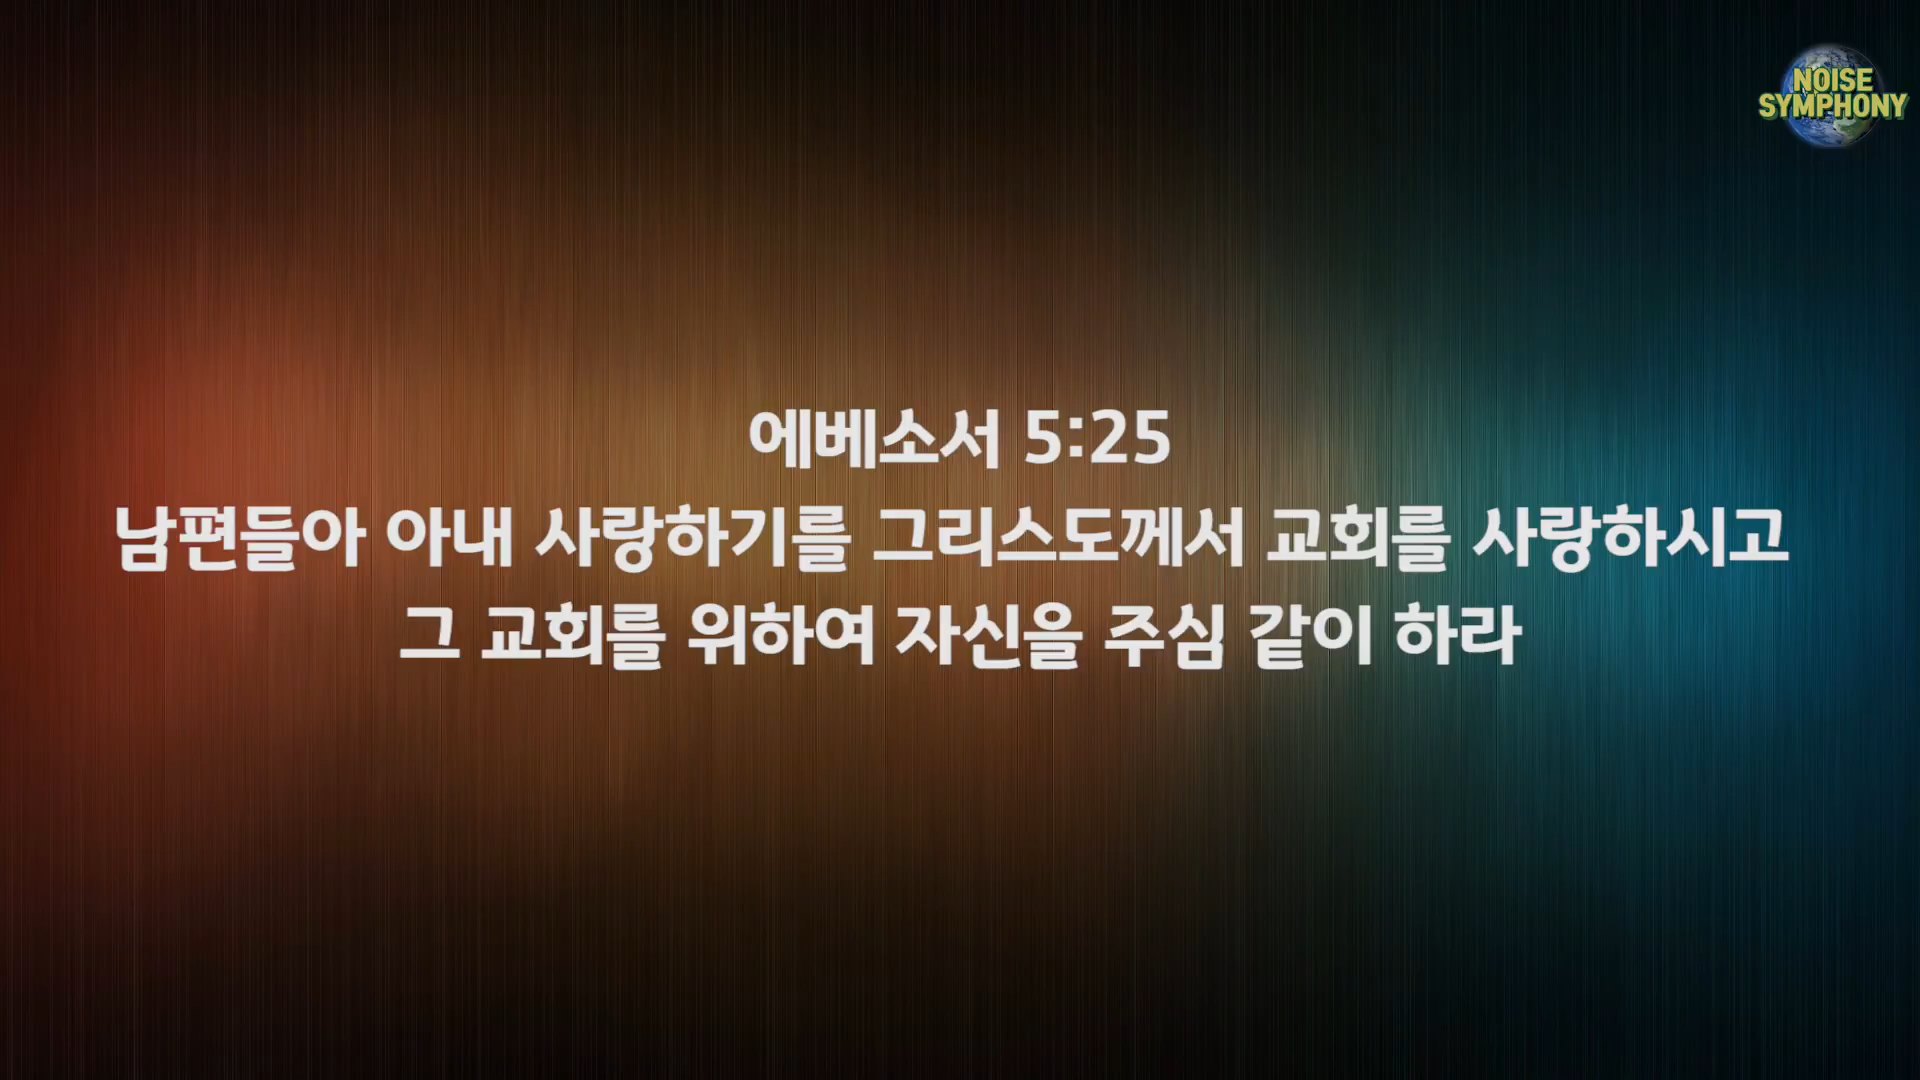 NOISE
SYMPHONY
에베소서 5:25
남편들아 아내 사랑하기를 그리스도께서 교회를 사랑하시고
그 교회를 위하여 자신을 주심 같이 하라